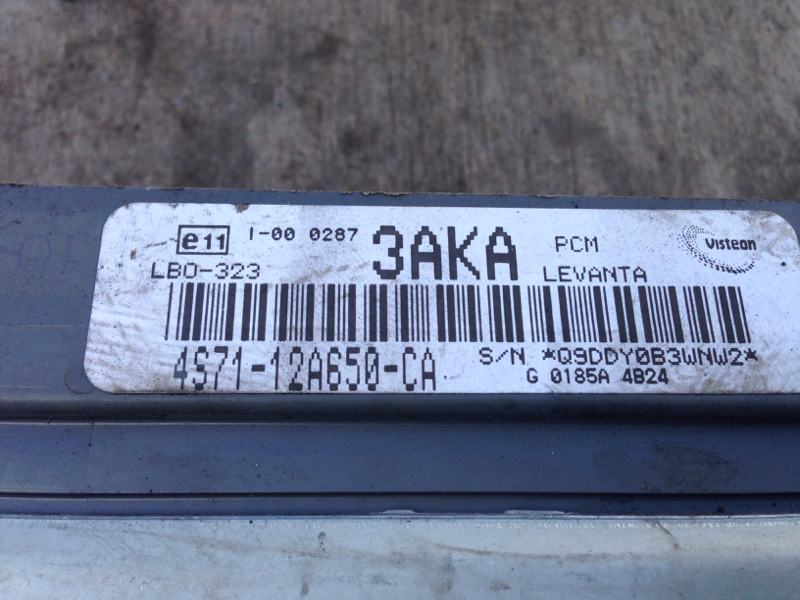 e11 I-00 0287 3AKA PCM Visteon
LBO-323 LEVANTA
4S71-12A650-CA S/N *Q9DDY0B3WNW2*
G 0185A 4B24